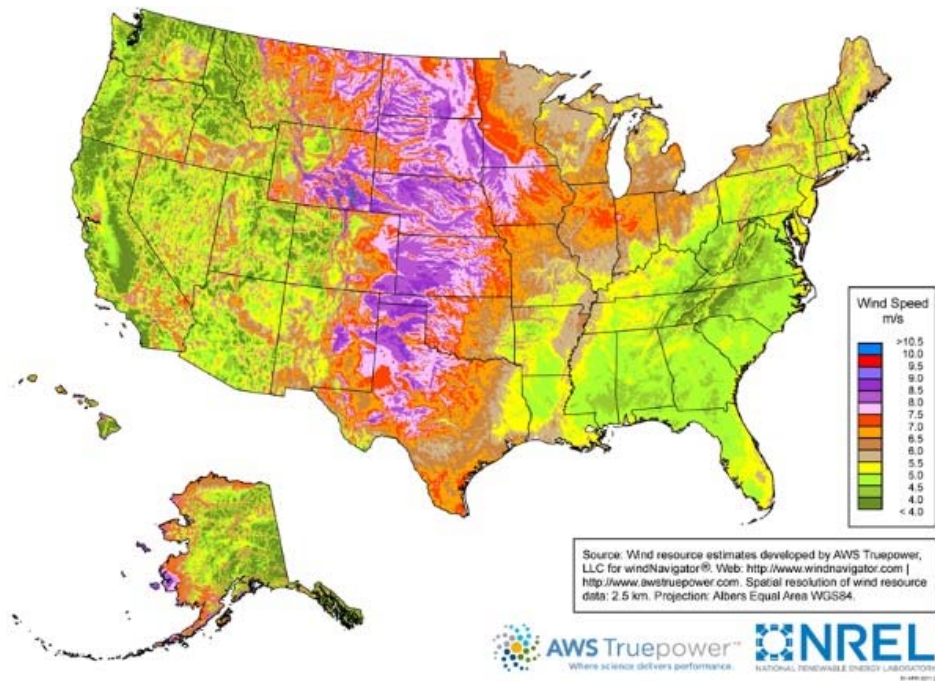 Wind Speed
m/s
>10.5
10.0
9.5
9.0
8.5
8.0
7.5
7.0
6.5
6.0
5.5
5.0
4.5
4.0
< 4.0
Source: Wind resource estimates developed by AWS Truepower,
LLC for windNavigator®. Web: http://www.windnavigator.com |
http://www.awstruepower.com. Spatial resolution of wind resource
data: 2.5 km. Projection: Albers Equal Area WGS84.
AWS Truepower™
Where science delivers performance.
NREL
NATIONAL RENEWABLE ENERGY LABORATORY